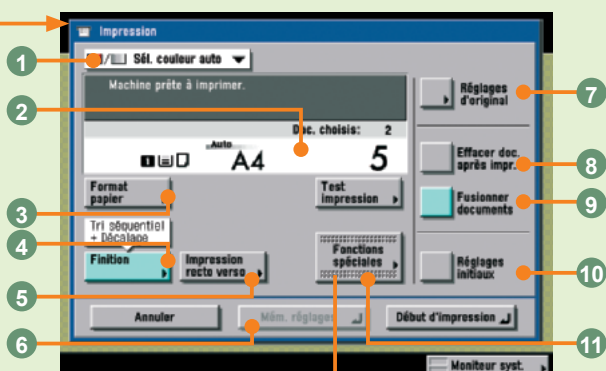 Impression
1
Sél. couleur auto
Machine prête à imprimer.
7
Réglages
d'original
2
Doc. choisis: 2
Auto
1 A4 5
Effacer doc.
après impr.
8
3
Format
papier
Test
impression
Fusionner
documents
9
Tri séquentiel
+ Décalage
4
Finition
Impression
recto verso
Fonctions
spéciales
Réglages
initiaux
10
5
Annuler
Mém. réglages
Début d'impression
6
11
Moniteur syst.